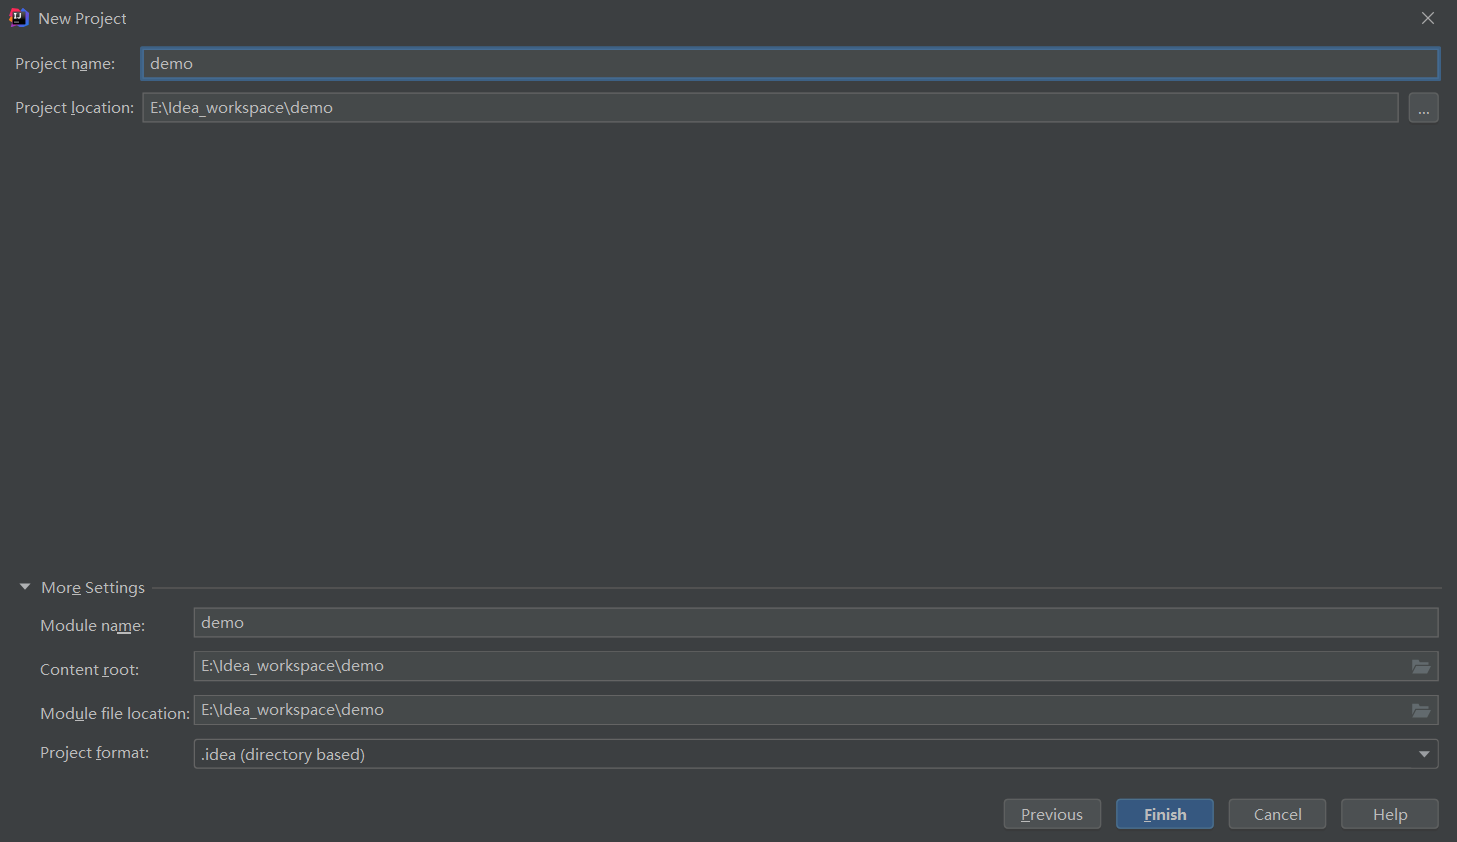 New Project
Project name: demo
Project location: E:\Idea_workspace\demo ...
More Settings
Module name: demo
Content root: E:\Idea_workspace\demo
Module file location: E:\Idea_workspace\demo
Project format: .idea (directory based)
Previous Finish Cancel Help